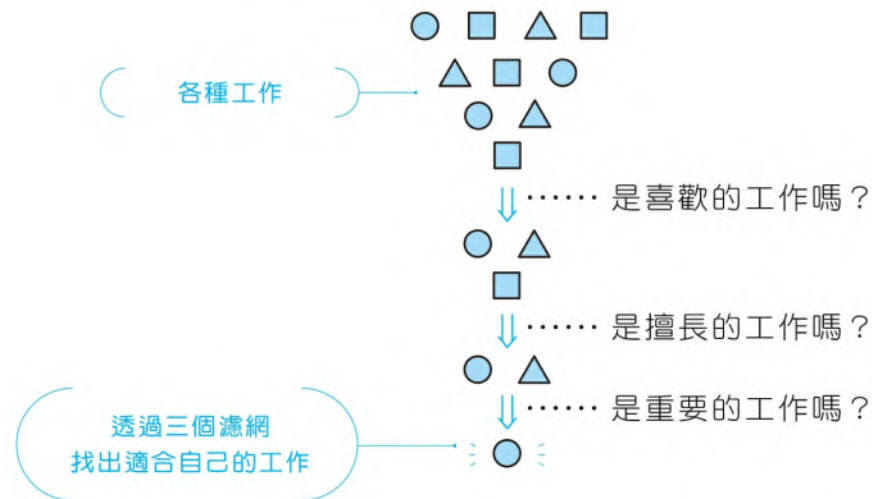 各種工作
…… 是喜歡的工作嗎？
…… 是擅長的工作嗎？
…… 是重要的工作嗎？
透過三個濾網
找出適合自己的工作